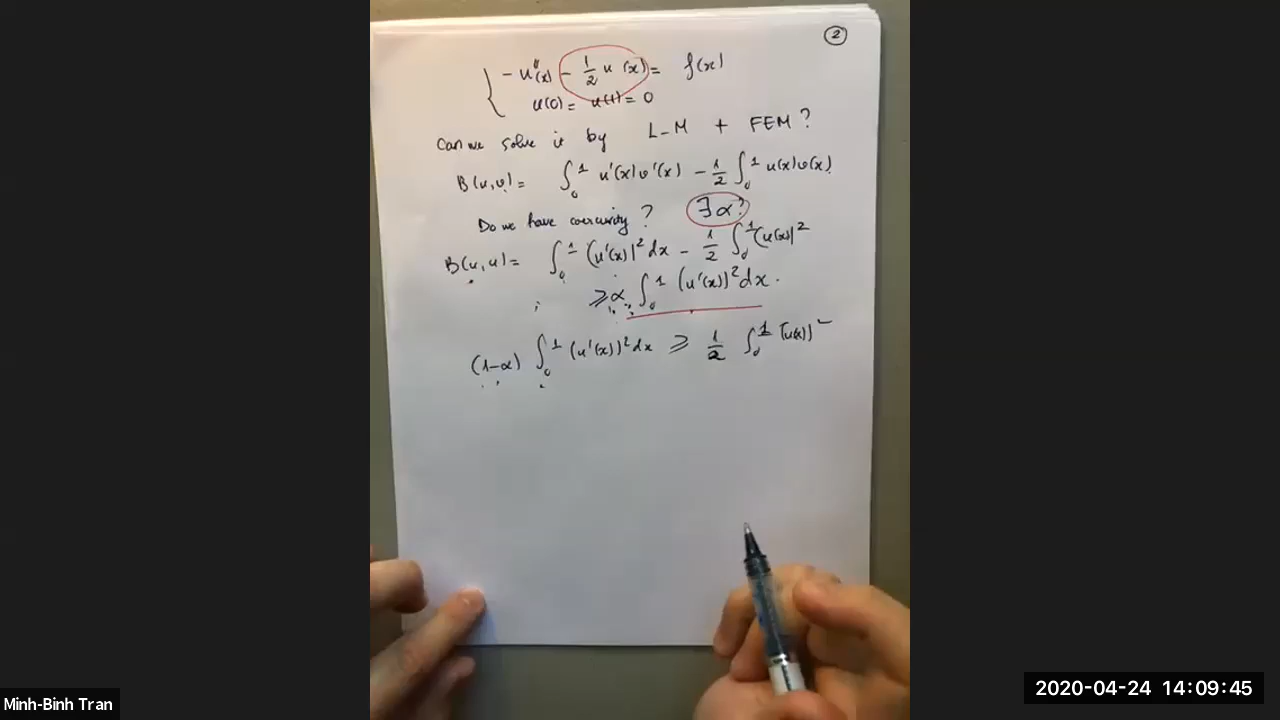 ②
- u''(x) - 1/2 u(x) = f(x)
u(0) = u(1) = 0
Can we solve it by L-M + FEM?
B(u,v) = ∫₀¹ u'(x)v'(x) - 1/2 ∫₀¹ u(x)v(x)
Do we have coercivity? ∃α?
B(u,u) = ∫₀¹ (u'(x))² dx - 1/2 ∫₀¹ (u(x))²
≥ α ∫₀¹ (u'(x))² dx.
(1-α) ∫₀¹ (u'(x))² dx ≥ 1/2 ∫₀¹ (u(x))²
Minh-Binh Tran
2020-04-24 14:09:45